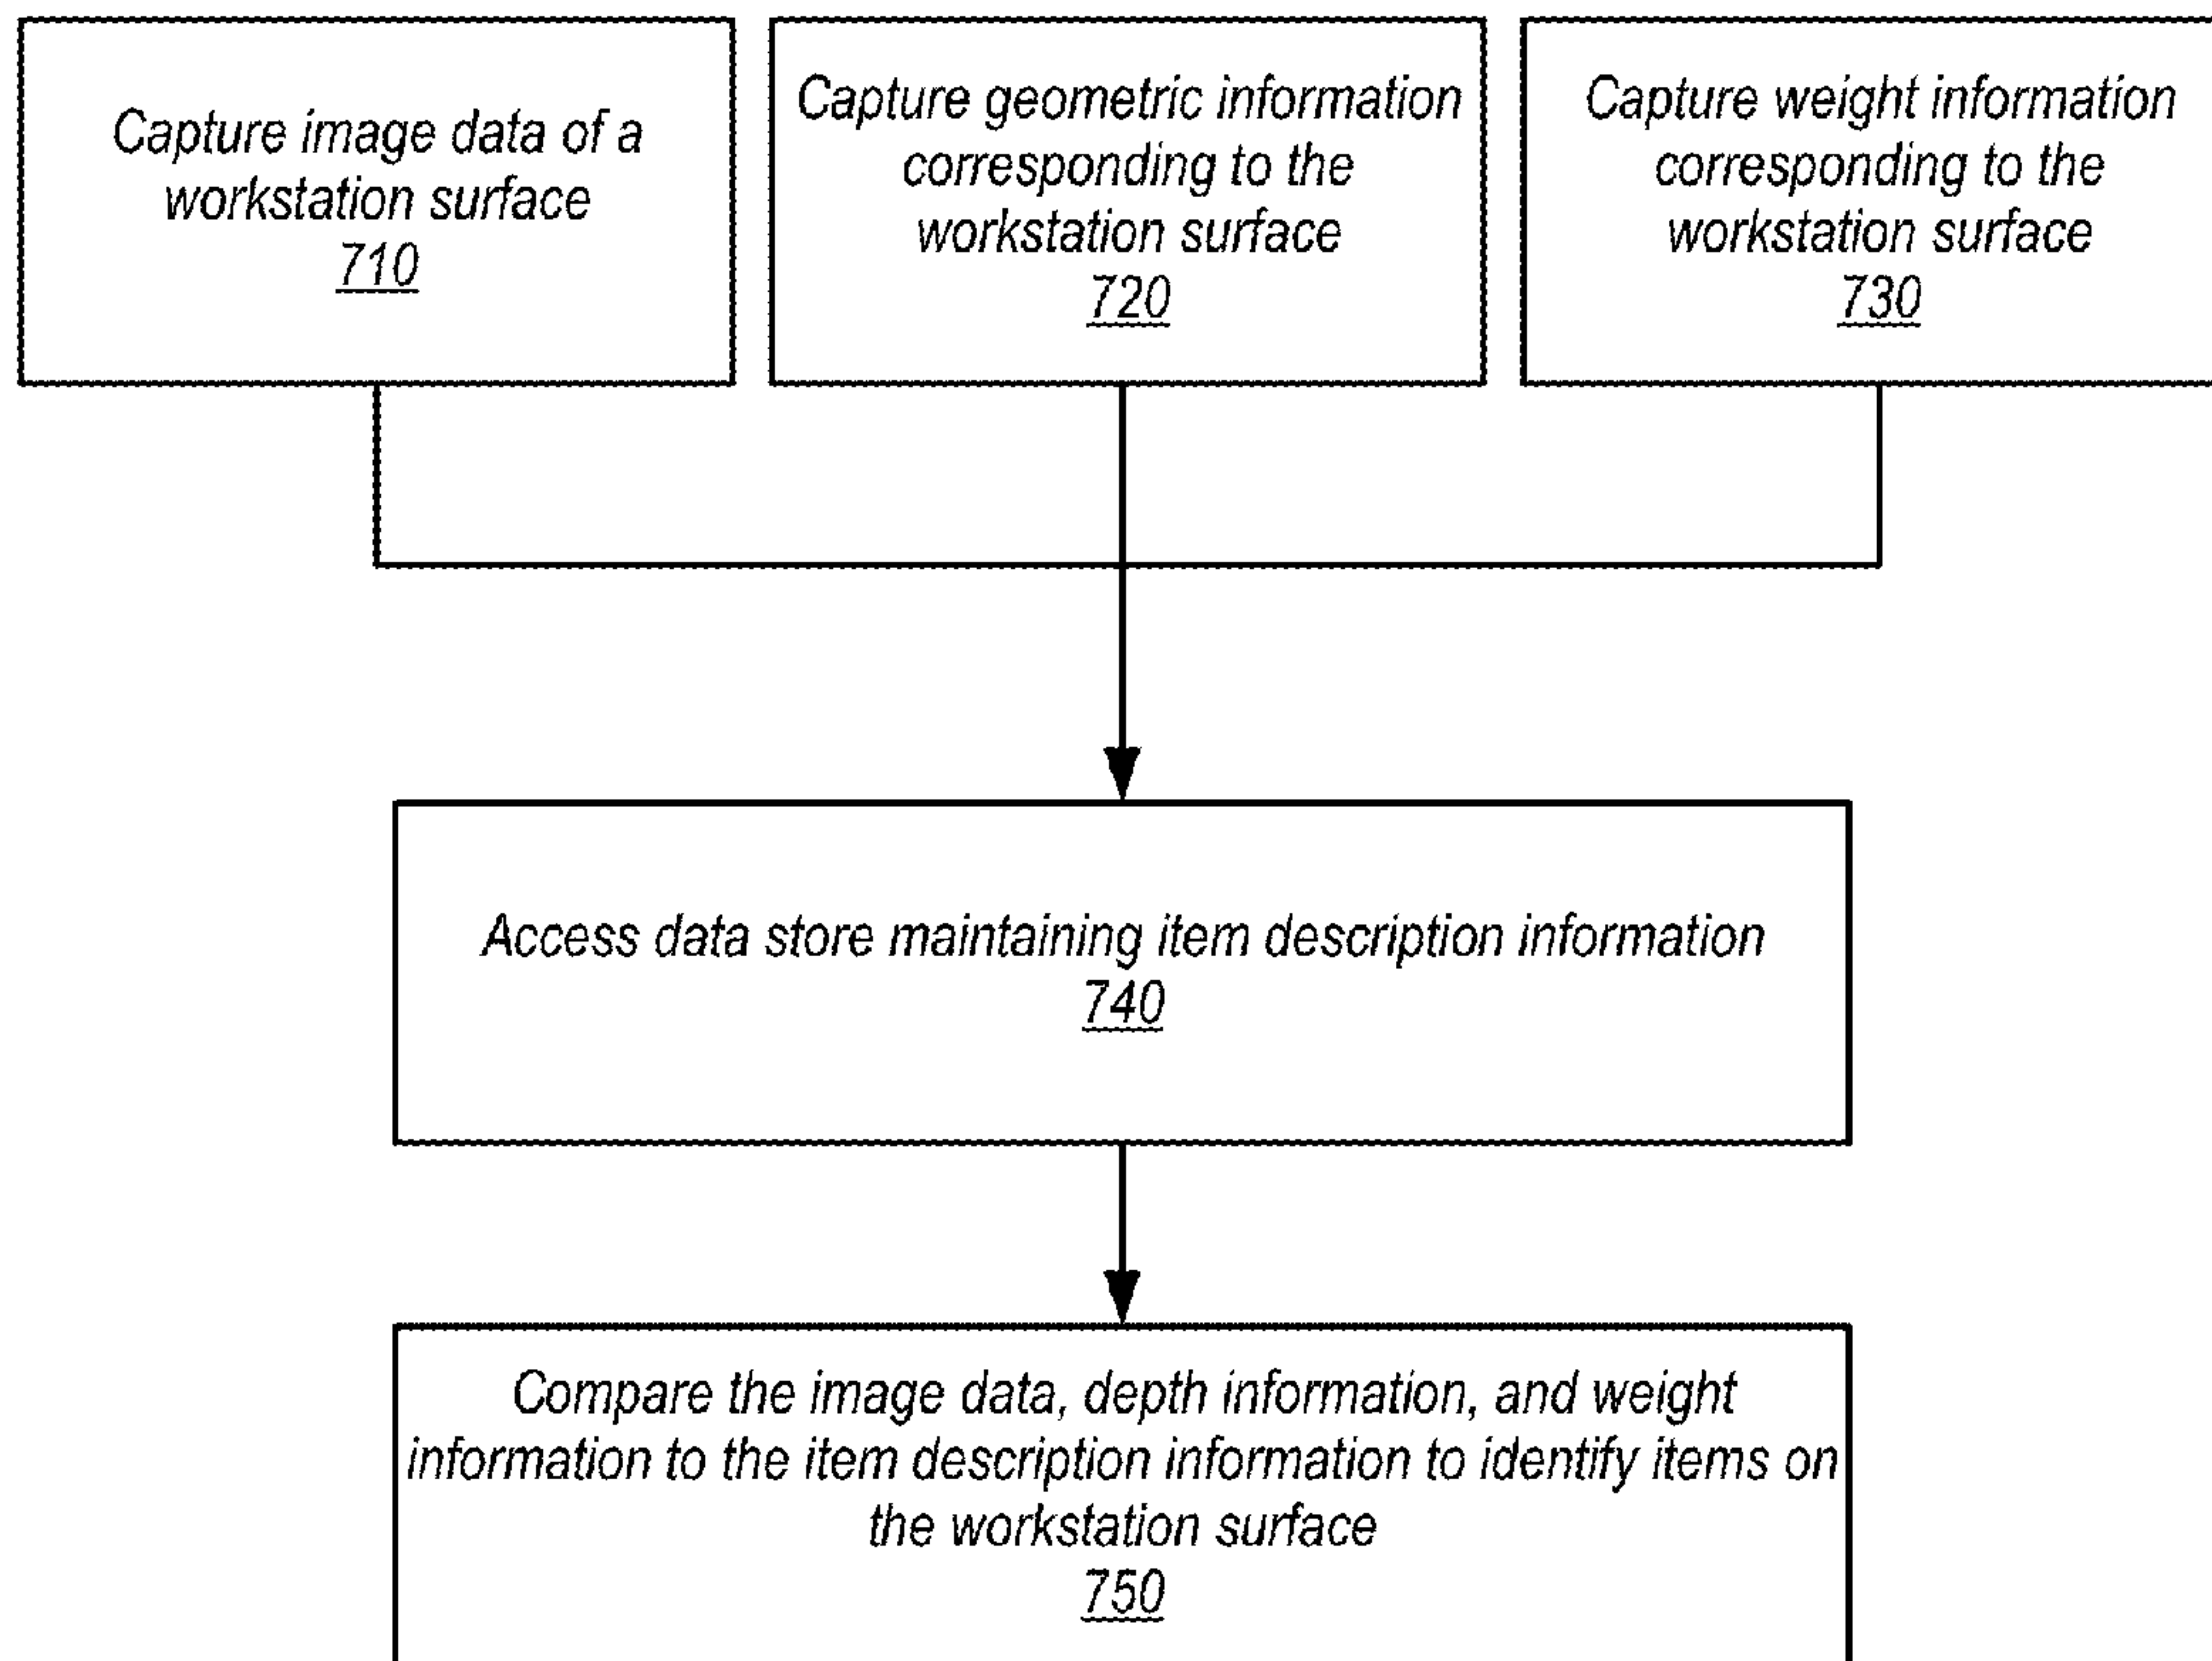 Capture image data of a
workstation surface
710
Capture geometric information
corresponding to the
workstation surface
720
Capture weight information
corresponding to the
workstation surface
730
Access data store maintaining item description information
740
Compare the image data, depth information, and weight
information to the item description information to identify items on
the workstation surface
750